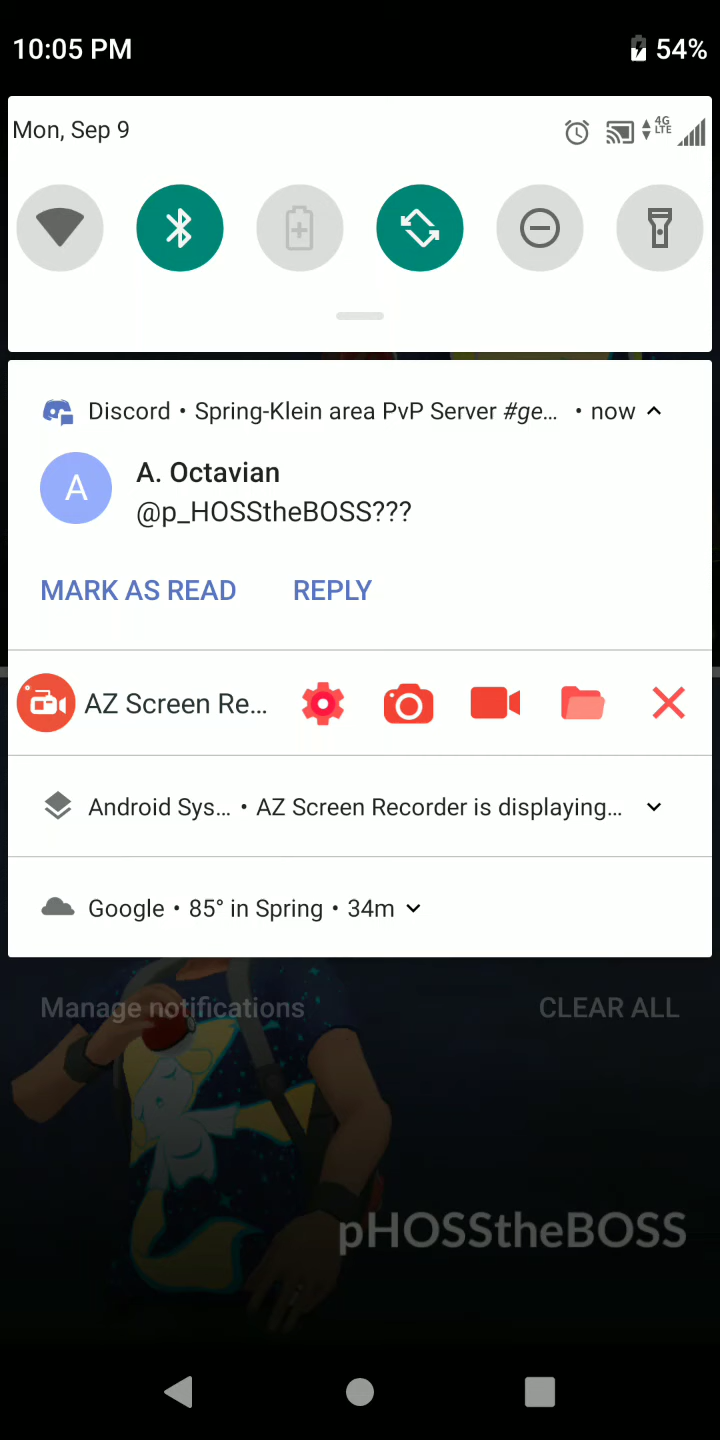 10:05 PM
54%
Mon, Sep 9
4G
LTE
Discord • Spring-Klein area PvP Server #ge... • now
A
A. Octavian
@p_HOSStheBOSS???
MARK AS READ REPLY
AZ Screen Re...
Android Sys... • AZ Screen Recorder is displaying...
Google • 85° in Spring • 34m
Manage notifications CLEAR ALL
pHOSStheBOSS